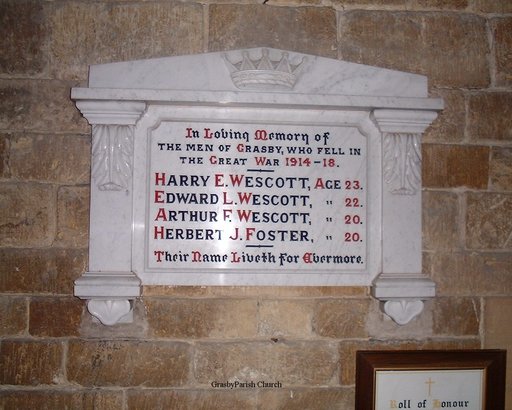 In Loving Memory of
THE MEN OF GRASBY, WHO FELL IN
THE GREAT WAR 1914-18.
HARRY E. WESCOTT, AGE 23.
EDWARD L. WESCOTT, " 22.
ARTHUR F. WESCOTT, " 20.
HERBERT J. FOSTER, " 20.
Their Name Liveth for Evermore.
GrasbyParish Church
Roll of Honour